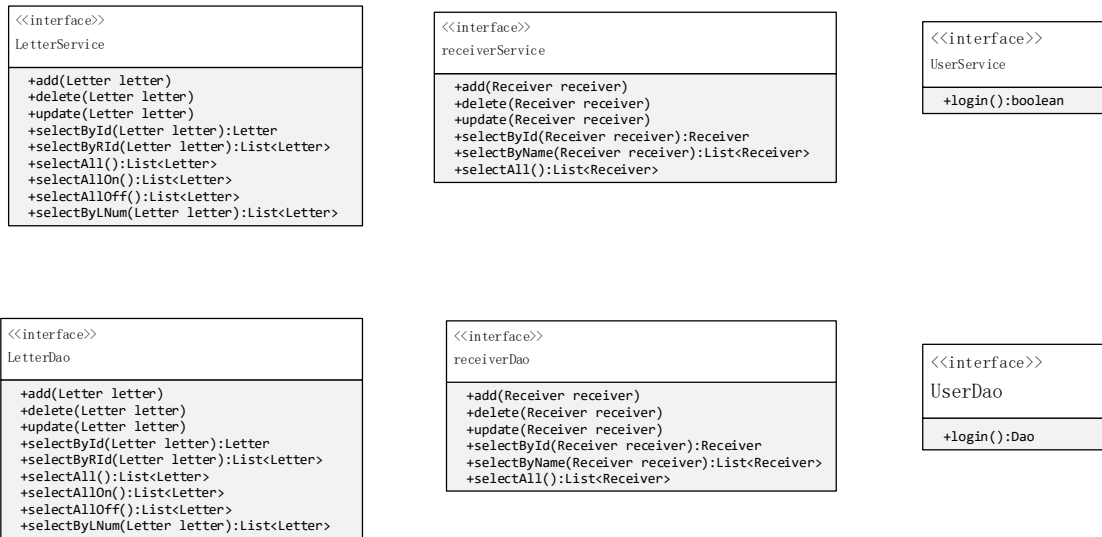 <<interface>>
LetterService
+add(Letter letter)
+delete(Letter letter)
+update(Letter letter)
+selectById(Letter letter):Letter
+selectByRId(Letter letter):List<Letter>
+selectAll():List<Letter>
+selectAllOn():List<Letter>
+selectAllOff():List<Letter>
+selectByLNum(Letter letter):List<Letter>
<<interface>>
receiverService
+add(Receiver receiver)
+delete(Receiver receiver)
+update(Receiver receiver)
+selectById(Receiver receiver):Receiver
+selectByName(Receiver receiver):List<Receiver>
+selectAll():List<Receiver>
<<interface>>
UserService
+login():boolean
<<interface>>
LetterDao
+add(Letter letter)
+delete(Letter letter)
+update(Letter letter)
+selectById(Letter letter):Letter
+selectByRId(Letter letter):List<Letter>
+selectAll():List<Letter>
+selectAllOn():List<Letter>
+selectAllOff():List<Letter>
+selectByLNum(Letter letter):List<Letter>
<<interface>>
receiverDao
+add(Receiver receiver)
+delete(Receiver receiver)
+update(Receiver receiver)
+selectById(Receiver receiver):Receiver
+selectByName(Receiver receiver):List<Receiver>
+selectAll():List<Receiver>
<<interface>>
UserDao
+login():Dao